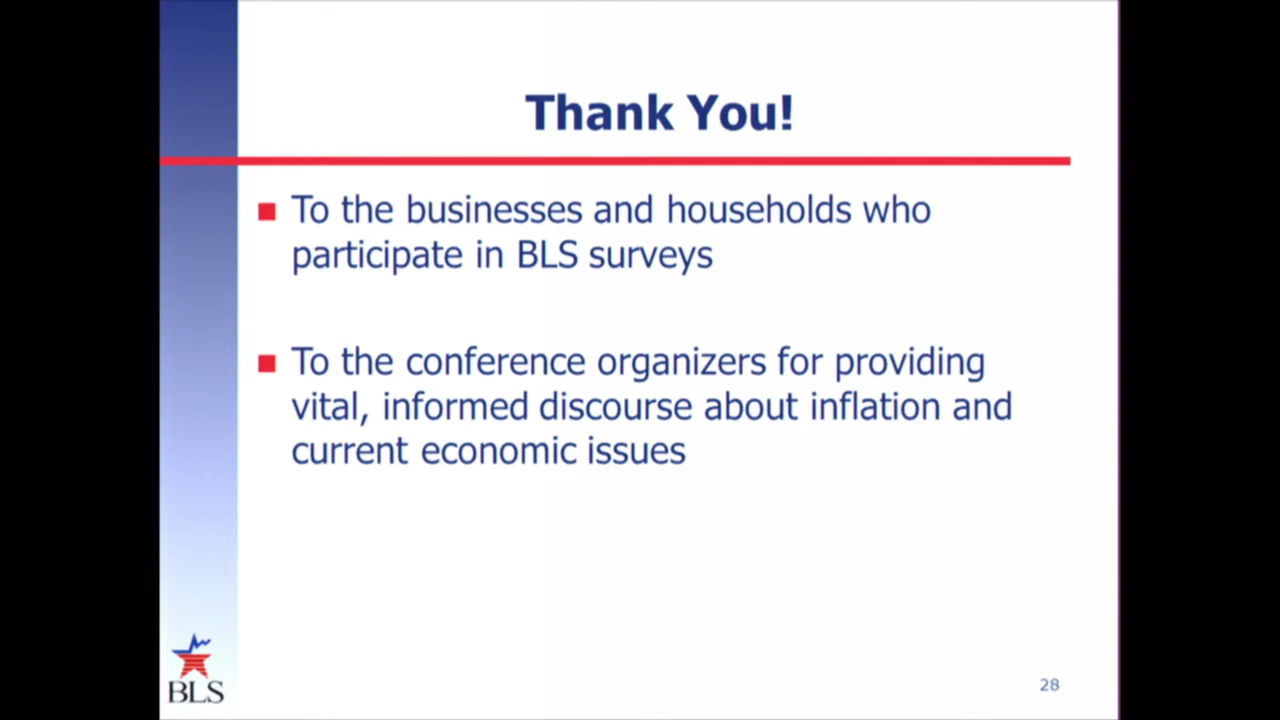 Thank You!
To the businesses and households who
participate in BLS surveys
To the conference organizers for providing
vital, informed discourse about inflation and
current economic issues
BLS
28